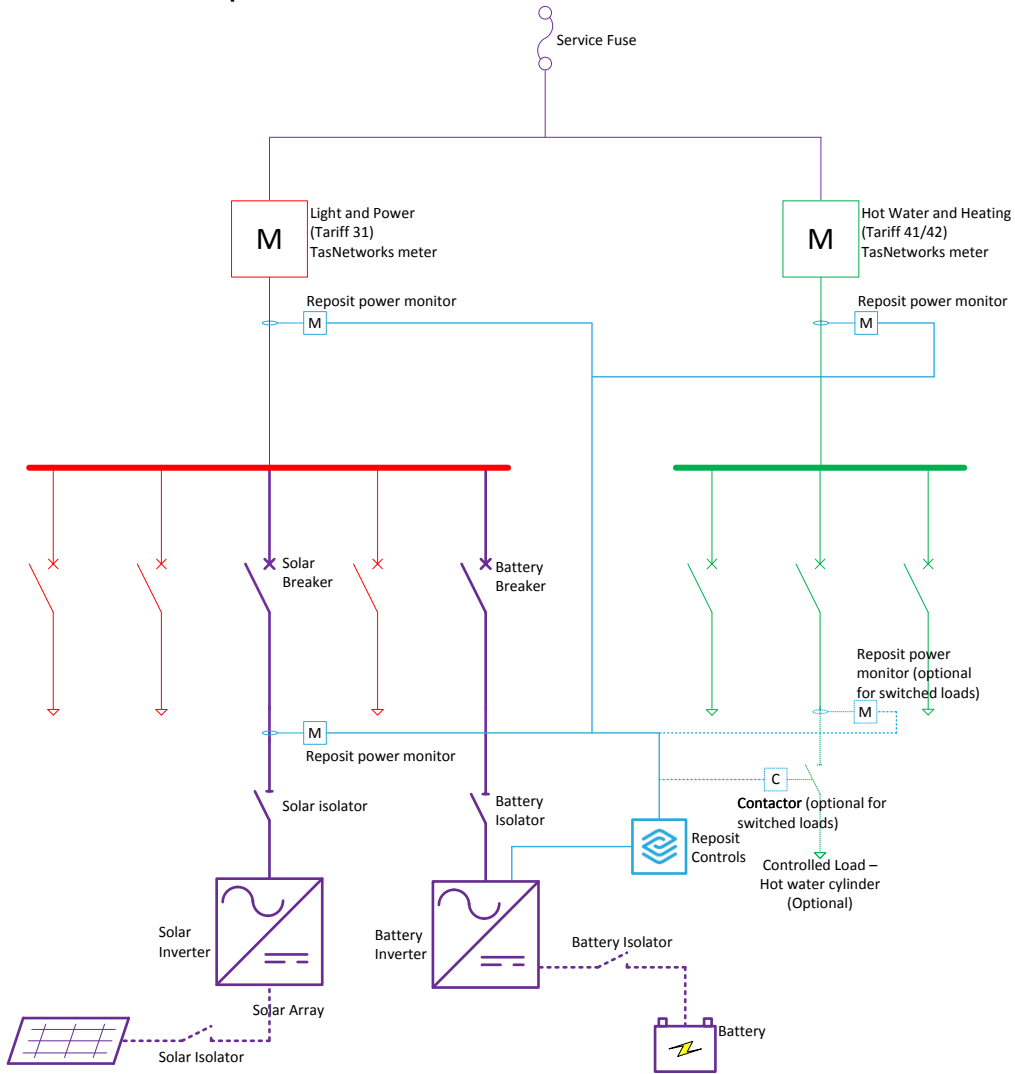 Service Fuse
Light and Power
(Tariff 31)
TasNetworks meter
M
Hot Water and Heating
(Tariff 41/42)
TasNetworks meter
M
Reposit power monitor
M
Reposit power monitor
M
Solar
Breaker
Battery
Breaker
Reposit power
monitor (optional
for switched loads)
M
M
Reposit power monitor
C
Contactor (optional for
switched loads)
Solar isolator
Battery
Isolator
Reposit
Controls
Controlled Load –
Hot water cylinder
(Optional)
Solar
Inverter
Battery
Inverter
Battery Isolator
Solar Array
Solar Isolator
Battery